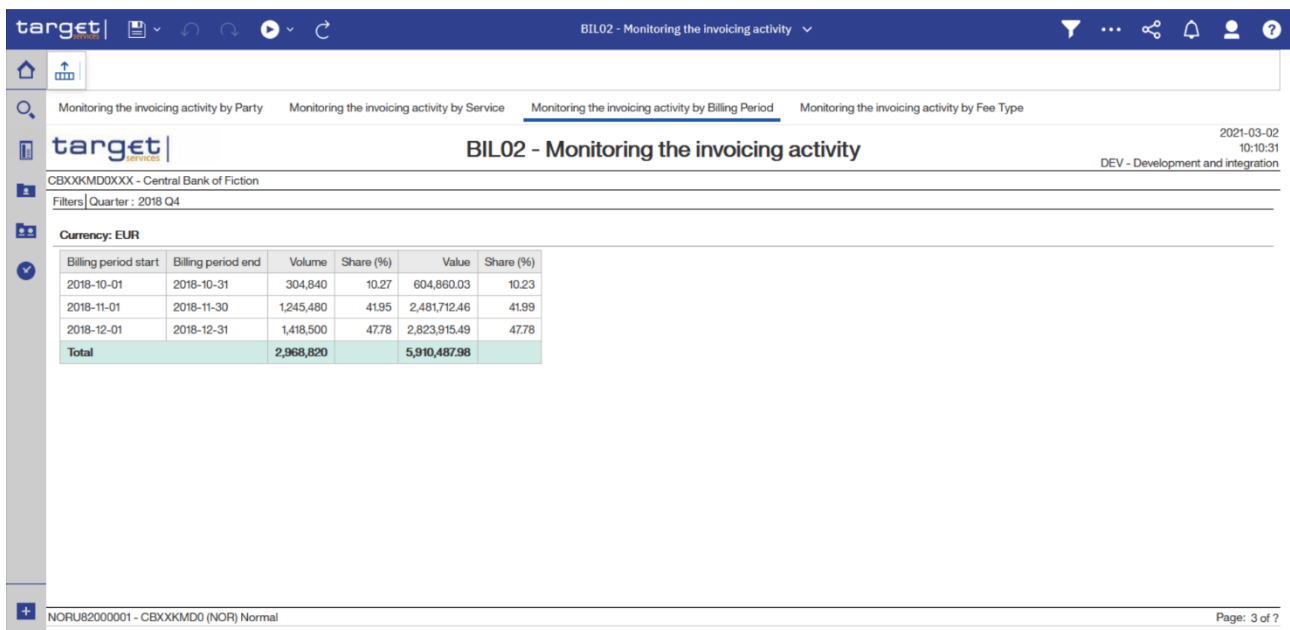 target| services
BIL02 - Monitoring the invoicing activity
Monitoring the invoicing activity by Party Monitoring the invoicing activity by Service Monitoring the invoicing activity by Billing Period Monitoring the invoicing activity by Fee Type
target| services
BIL02 - Monitoring the invoicing activity
2021-03-02
10:10:31
DEV - Development and integration
CBXXKMD0XXX - Central Bank of Fiction
Filters Quarter : 2018 Q4
Currency: EUR
Billing period start Billing period end Volume Share (%) Value Share (%)
2018-10-01 2018-10-31 304,840 10.27 604,860.03 10.23
2018-11-01 2018-11-30 1,245,480 41.95 2,481,712.46 41.99
2018-12-01 2018-12-31 1,418,500 47.78 2,823,915.49 47.78
Total 2,968,820 5,910,487.98
NORU82000001 - CBXXKMD0 (NOR) Normal Page: 3 of ?